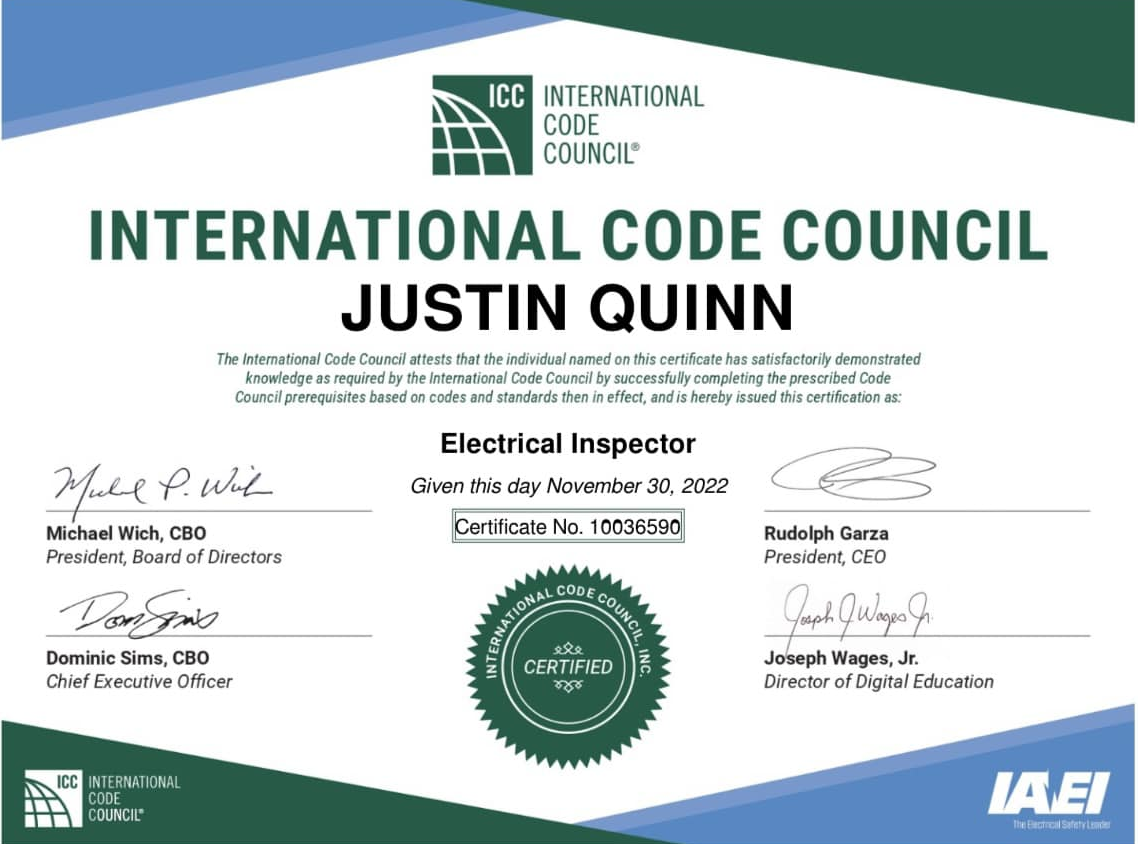 ICC INTERNATIONAL
CODE
COUNCIL®
INTERNATIONAL CODE COUNCIL
JUSTIN QUINN
The International Code Council attests that the individual named on this certificate has satisfactorily demonstrated
knowledge as required by the International Code Council by successfully completing the prescribed Code
Council prerequisites based on codes and standards then in effect, and is hereby issued this certification as:
Electrical Inspector
Given this day November 30, 2022
Certificate No. 10036590
Michael P. Wich
Michael Wich, CBO
President, Board of Directors
Rudolph Garza
President, CEO
Dom Sims
Dominic Sims, CBO
Chief Executive Officer
Joseph J Wages Jr.
Joseph Wages, Jr.
Director of Digital Education
INTERNATIONAL CODE COUNCIL, INC.
CERTIFIED
ICC INTERNATIONAL
CODE
COUNCIL®
IAEI
The Electrical Safety Leader